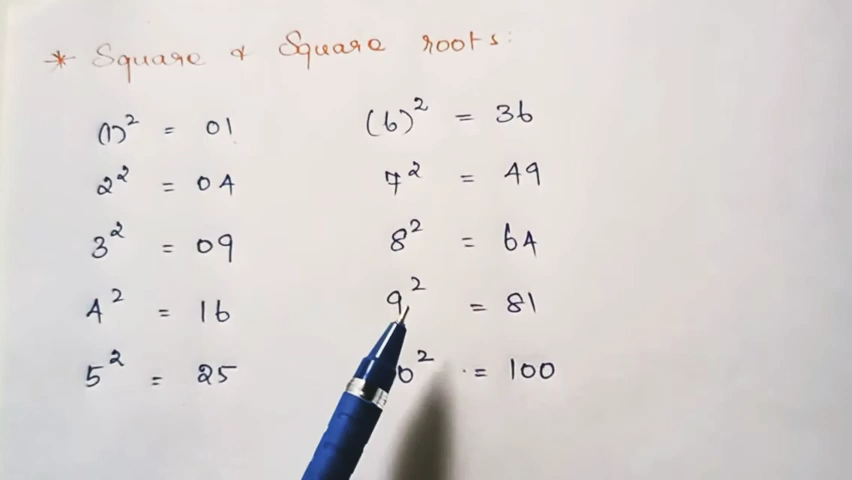 * Square & Square roots:
(1)² = 01
2² = 04
3² = 09
4² = 16
5² = 25
(6)² = 36
7² = 49
8² = 64
9² = 81
0² = 100